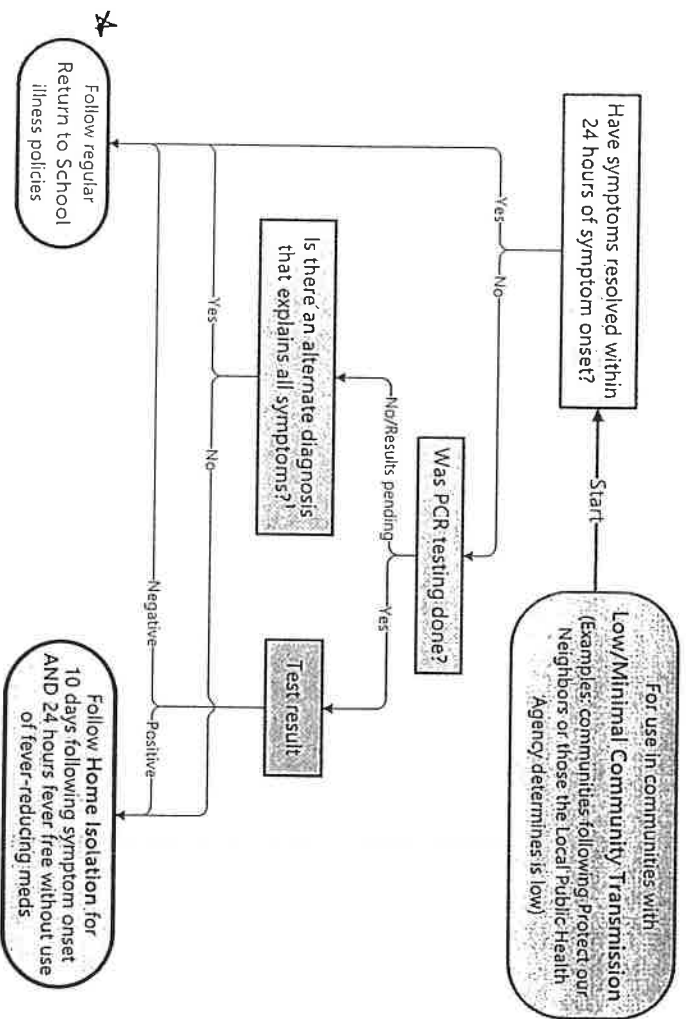 For use in communities with
Low/Minimal Community Transmission
(Examples: communities following Protect our
Neighbors or those the Local Public Health
Agency determines is low)
Start
Have symptoms resolved within
24 hours of symptom onset?
Yes
No
Was PCR testing done?
No/Results pending
Yes
Is there an alternate diagnosis
that explains all symptoms?¹
Test result
Yes
No
Negative
Positive
Follow regular
Return to School
illness policies
Follow Home Isolation for
10 days following symptom onset
AND 24 hours fever free without use
of fever-reducing meds